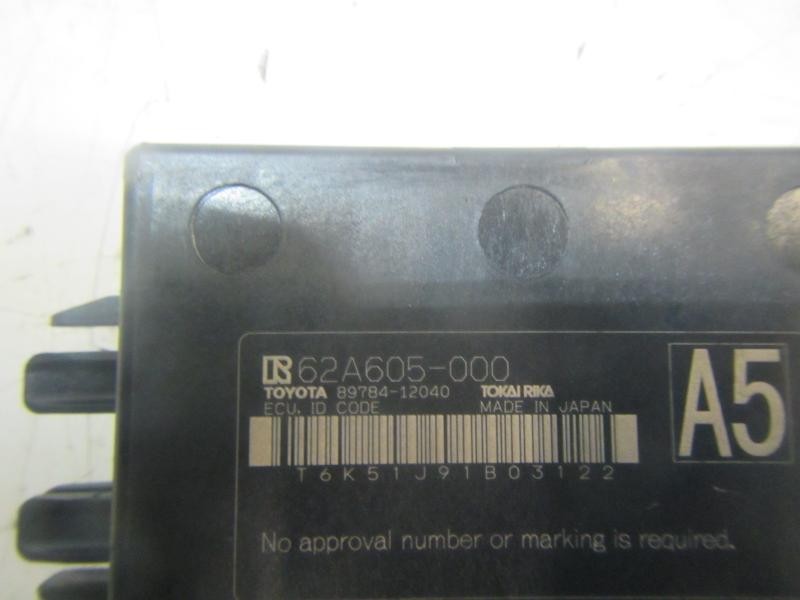 62A605-000
TOYOTA 89784-12040 TOKAI RIKA
ECU, ID CODE MADE IN JAPAN
A5
T6K51J91B03122
No approval number or marking is required.